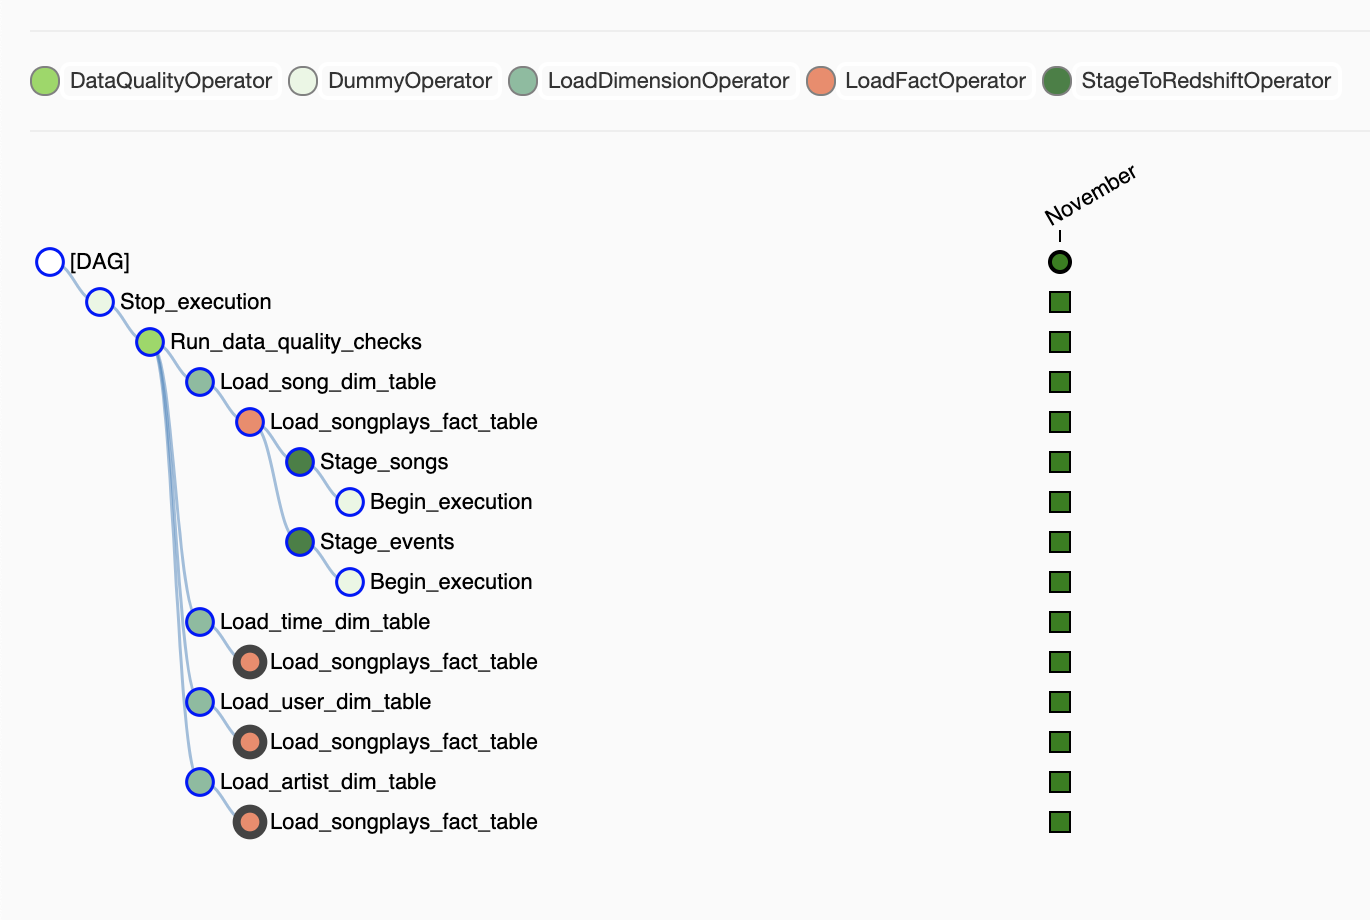 DataQualityOperator DummyOperator LoadDimensionOperator LoadFactOperator StageToRedshiftOperator
November
[DAG]
Stop_execution
Run_data_quality_checks
Load_song_dim_table
Load_songplays_fact_table
Stage_songs
Begin_execution
Stage_events
Begin_execution
Load_time_dim_table
Load_songplays_fact_table
Load_user_dim_table
Load_songplays_fact_table
Load_artist_dim_table
Load_songplays_fact_table